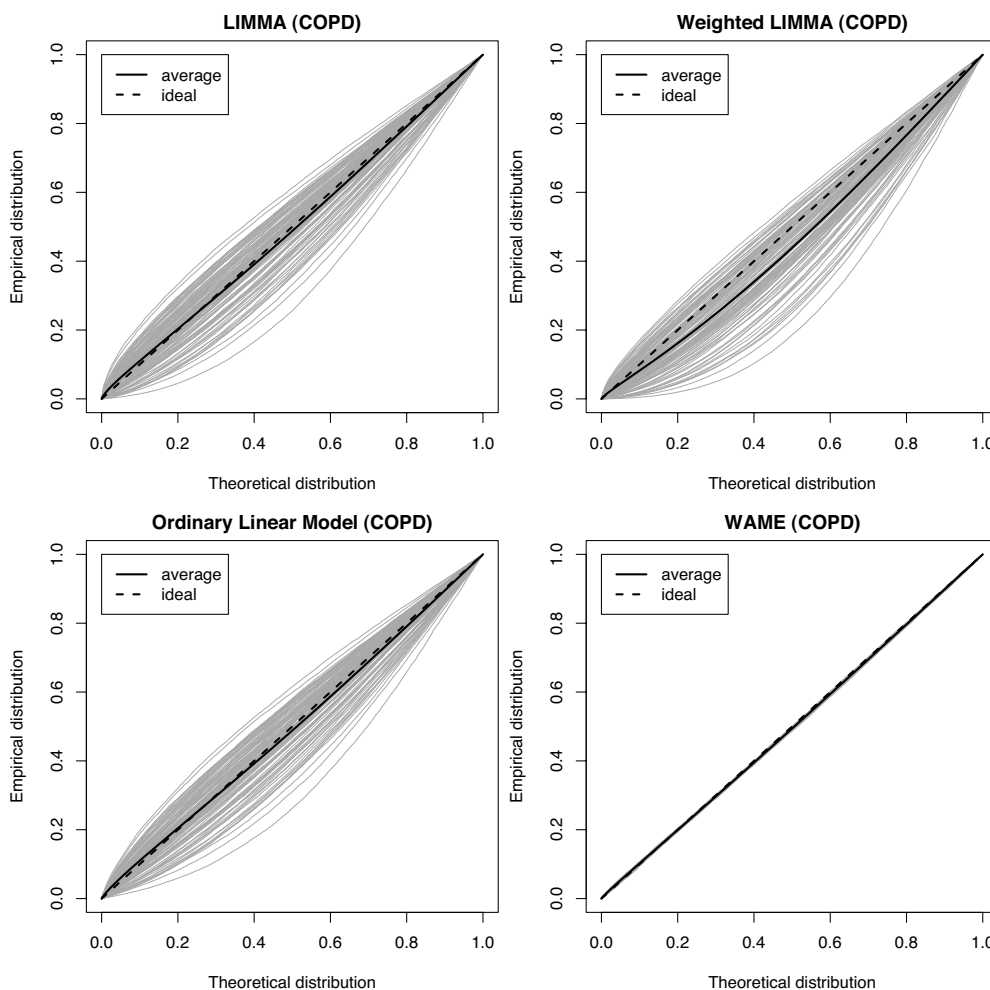 LIMMA (COPD)
average
ideal
Empirical distribution
0.0 0.2 0.4 0.6 0.8 1.0
0.0 0.2 0.4 0.6 0.8 1.0
Theoretical distribution
Weighted LIMMA (COPD)
average
ideal
Empirical distribution
0.0 0.2 0.4 0.6 0.8 1.0
0.0 0.2 0.4 0.6 0.8 1.0
Theoretical distribution
Ordinary Linear Model (COPD)
average
ideal
Empirical distribution
0.0 0.2 0.4 0.6 0.8 1.0
0.0 0.2 0.4 0.6 0.8 1.0
Theoretical distribution
WAME (COPD)
average
ideal
Empirical distribution
0.0 0.2 0.4 0.6 0.8 1.0
0.0 0.2 0.4 0.6 0.8 1.0
Theoretical distribution